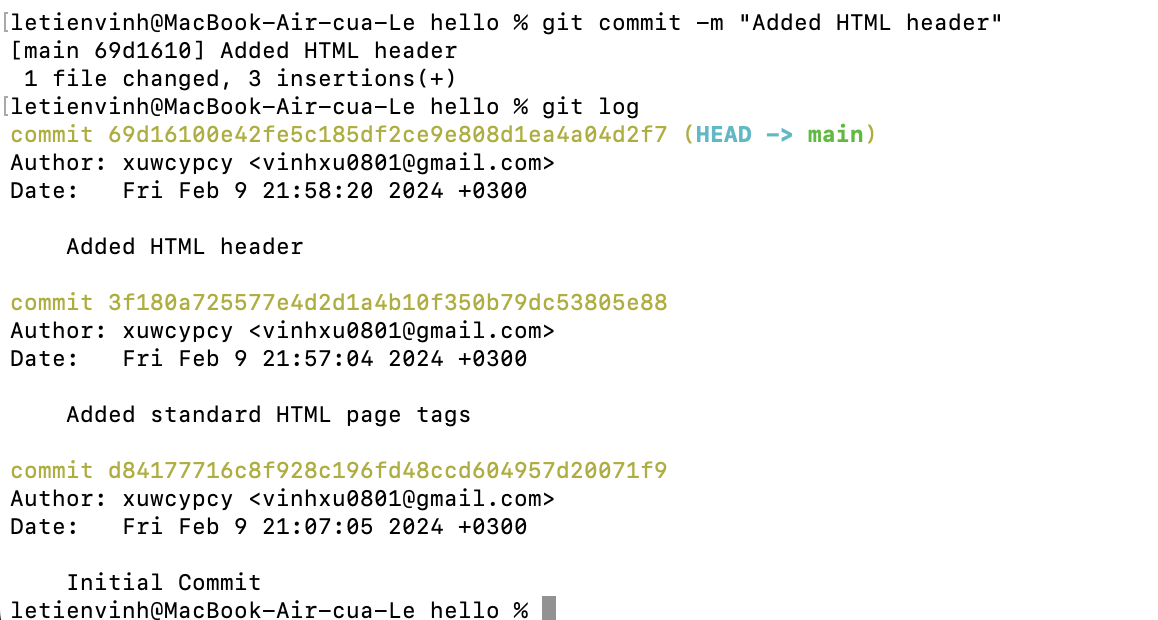 [letienvinh@MacBook-Air-cua-Le hello % git commit -m "Added HTML header"
[main 69d1610] Added HTML header
 1 file changed, 3 insertions(+)
[letienvinh@MacBook-Air-cua-Le hello % git log
commit 69d16100e42fe5c185df2ce9e808d1ea4a04d2f7 (HEAD -> main)
Author: xuwcypcy <vinhxu0801@gmail.com>
Date:   Fri Feb 9 21:58:20 2024 +0300

    Added HTML header

commit 3f180a725577e4d2d1a4b10f350b79dc53805e88
Author: xuwcypcy <vinhxu0801@gmail.com>
Date:   Fri Feb 9 21:57:04 2024 +0300

    Added standard HTML page tags

commit d84177716c8f928c196fd48ccd604957d20071f9
Author: xuwcypcy <vinhxu0801@gmail.com>
Date:   Fri Feb 9 21:07:05 2024 +0300

    Initial Commit
letienvinh@MacBook-Air-cua-Le hello %